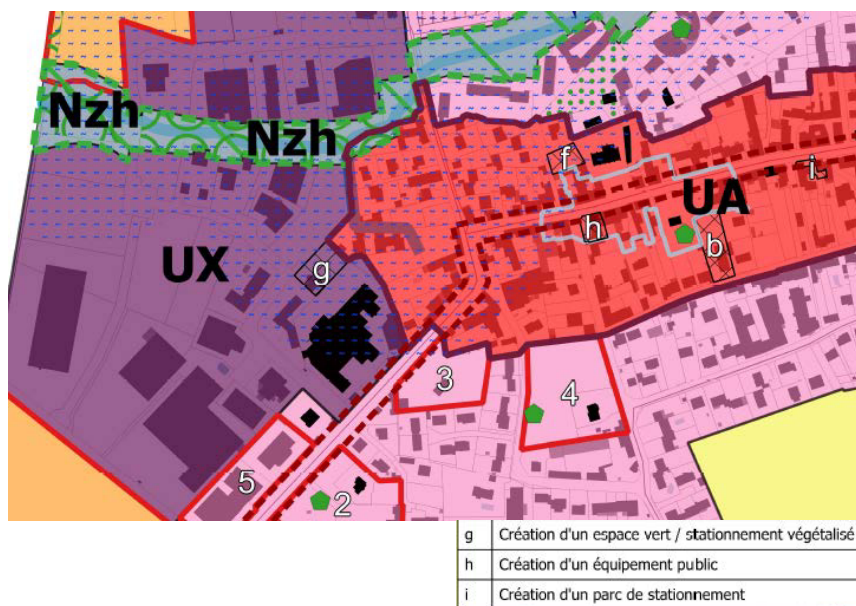 Nzh
Nzh
f
UA
i
h
b
UX
g
3
4
5
2
g Création d'un espace vert / stationnement végétalisé
h Création d'un équipement public
i Création d'un parc de stationnement